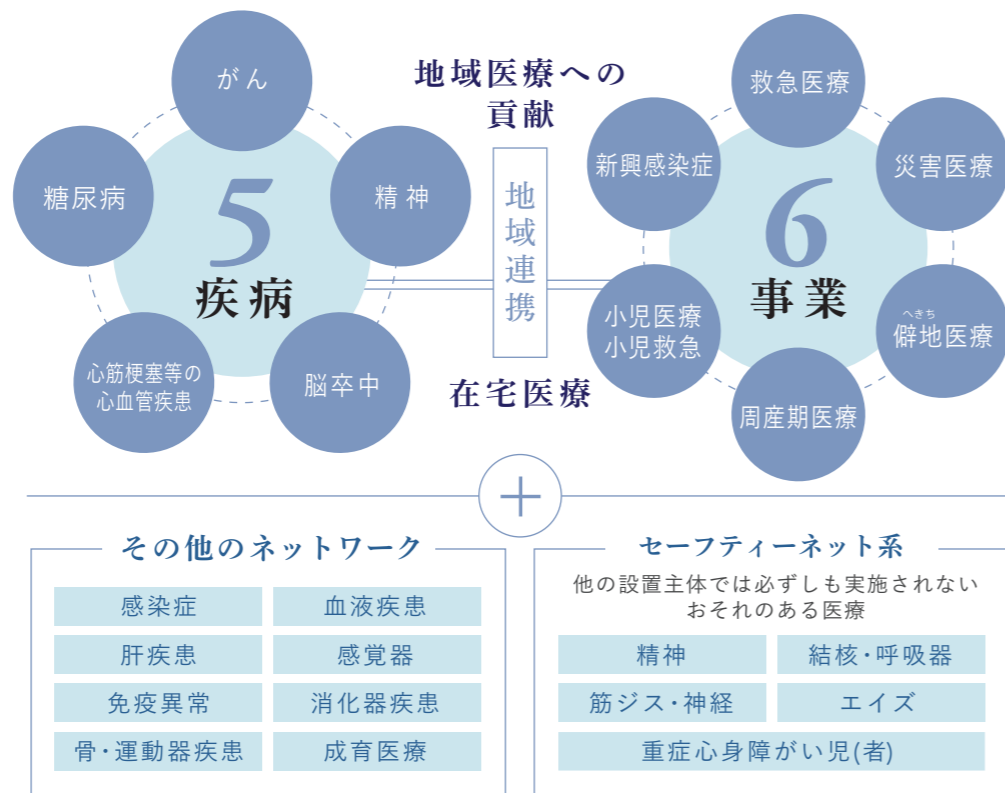 地域医療への
貢献
地域連携
在宅医療
5
疾病
がん
精神
脳卒中
心筋梗塞等の
心血管疾患
糖尿病
6
事業
救急医療
災害医療
へきち
僻地医療
周産期医療
小児医療
小児救急
新興感染症
+
その他のネットワーク
感染症
血液疾患
肝疾患
感覚器
免疫異常
消化器疾患
骨・運動器疾患
成育医療
セーフティーネット系
他の設置主体では必ずしも実施されない
おそれのある医療
精神
結核・呼吸器
筋ジス・神経
エイズ
重症心身障がい児(者)